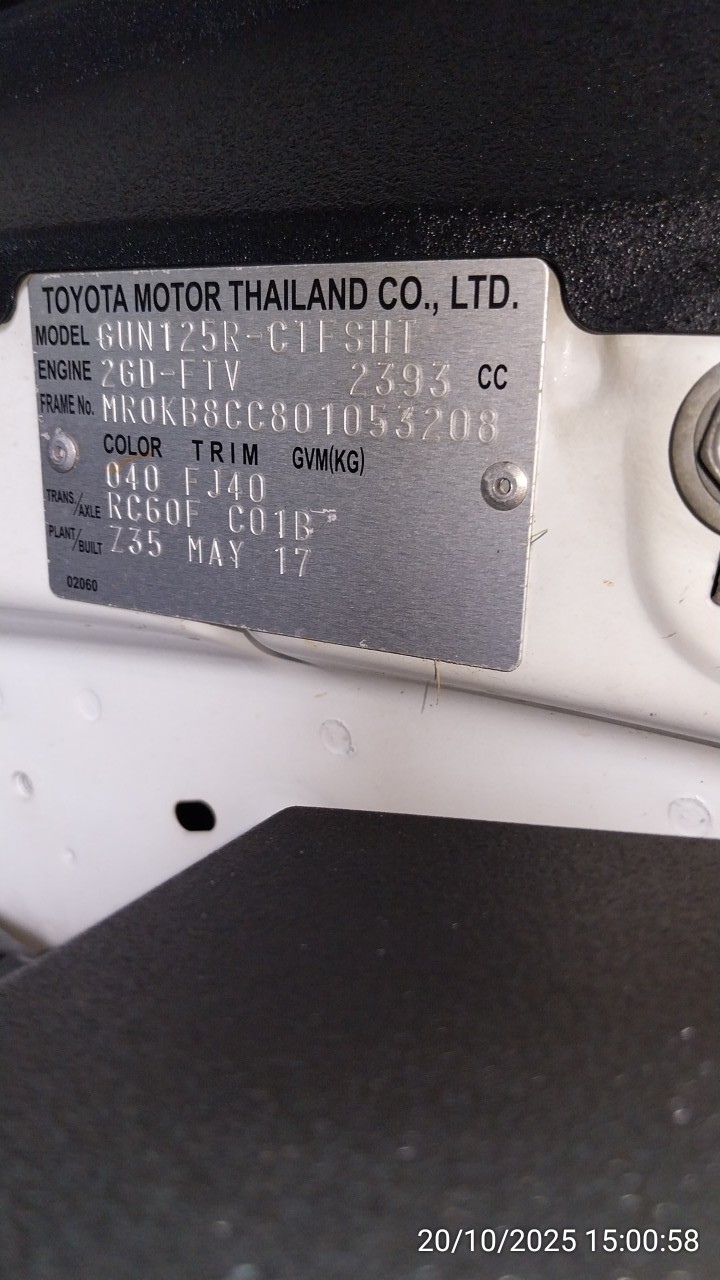 TOYOTA MOTOR THAILAND CO., LTD.
MODEL GUN125R-CTFSHT
ENGINE 2GD-FTV 2393 CC
FRAME No. MR0KB8CC801053208
COLOR TRIM GVM(KG)
040 FJ40
TRANS./AXLE RC60F C01B
PLANT/BUILT Z35 MAY 17
02060
20/10/2025 15:00:58